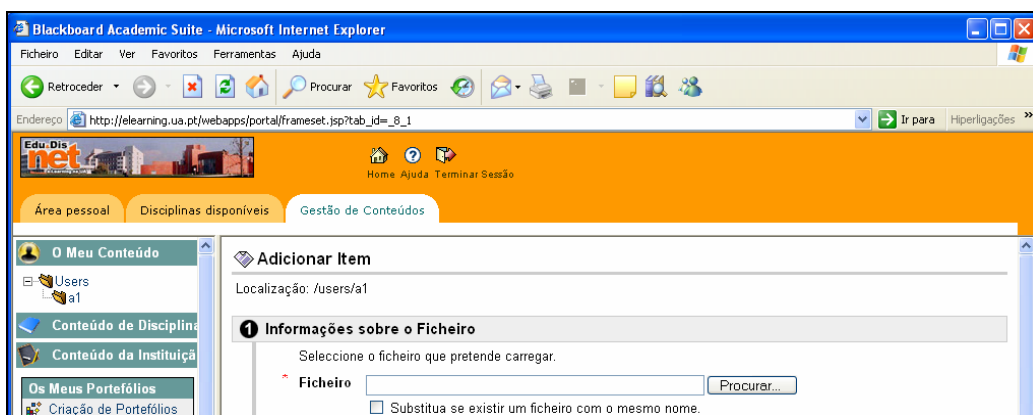 Blackboard Academic Suite - Microsoft Internet Explorer
Ficheiro Editar Ver Favoritos Ferramentas Ajuda
Retroceder Procurar Favoritos
Endereço http://elearning.ua.pt/webapps/portal/frameset.jsp?tab_id=_8_1 Ir para Hiperligações »
Edu.Dis
net
Home Ajuda Terminar Sessão
Área pessoal Disciplinas disponíveis Gestão de Conteúdos
O Meu Conteúdo
Users
a1
Conteúdo de Disciplina
Conteúdo da Instituiçã
Os Meus Portefólios
Criação de Portefólios
Adicionar Item
Localização: /users/a1
1 Informações sobre o Ficheiro
Seleccione o ficheiro que pretende carregar.
* Ficheiro Procurar...
Substitua se existir um ficheiro com o mesmo nome.